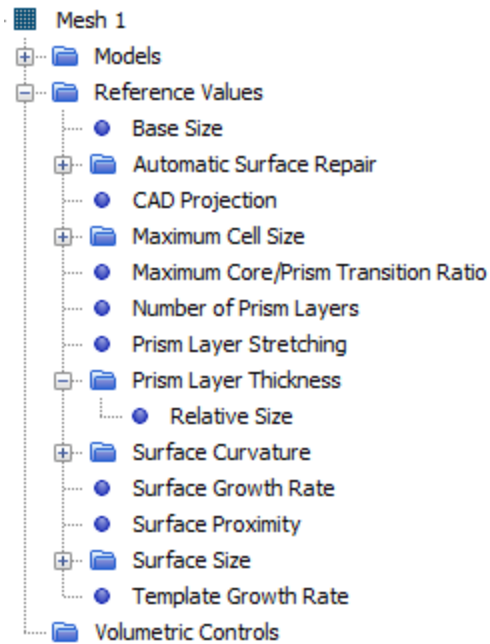 Mesh 1
Models
Reference Values
Base Size
Automatic Surface Repair
CAD Projection
Maximum Cell Size
Maximum Core/Prism Transition Ratio
Number of Prism Layers
Prism Layer Stretching
Prism Layer Thickness
Relative Size
Surface Curvature
Surface Growth Rate
Surface Proximity
Surface Size
Template Growth Rate
Volumetric Controls